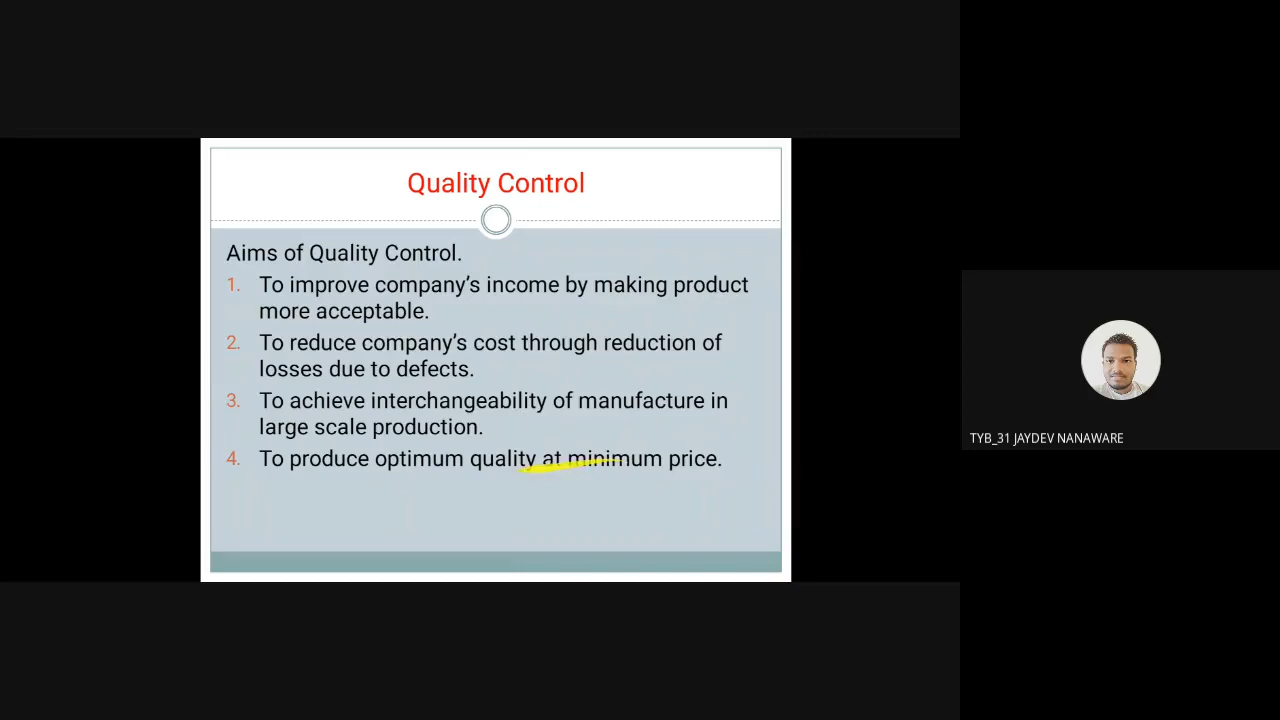 Quality Control
Aims of Quality Control.
1. To improve company's income by making product
more acceptable.
2. To reduce company's cost through reduction of
losses due to defects.
3. To achieve interchangeability of manufacture in
large scale production.
4. To produce optimum quality at minimum price.
TYB_31 JAYDEV NANAWARE